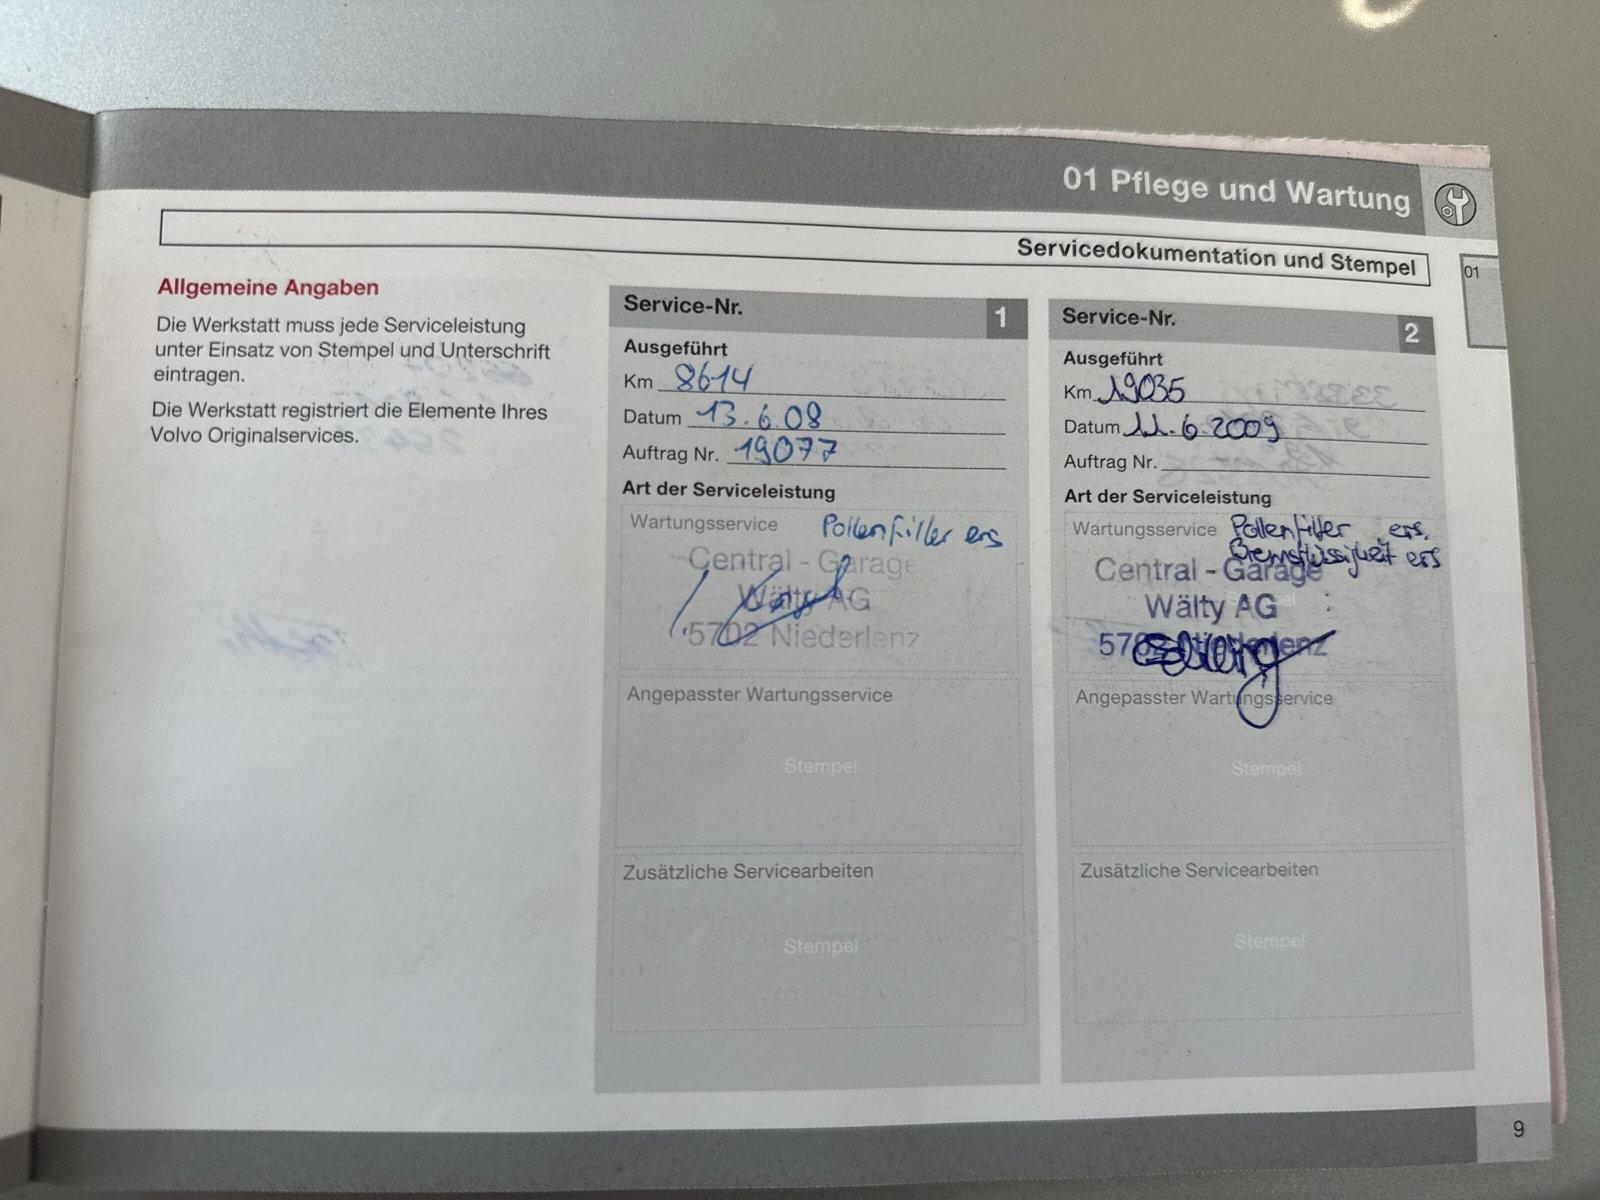 01 Pflege und Wartung
Servicedokumentation und Stempel
01
Allgemeine Angaben
Die Werkstatt muss jede Serviceleistung
unter Einsatz von Stempel und Unterschrift
eintragen.
Die Werkstatt registriert die Elemente Ihres
Volvo Originalservices.
Service-Nr. 1
Ausgeführt
Km 8614
Datum 13.6.08
Auftrag Nr. 19077
Art der Serviceleistung
Wartungsservice Pollenfilter ers
Central - Garage
Wälty AG
5702 Niederlenz
Angepasster Wartungsservice
Stempel
Zusätzliche Servicearbeiten
Stempel
Service-Nr. 2
Ausgeführt
Km 19035
Datum 11.6.2009
Auftrag Nr.
Art der Serviceleistung
Wartungsservice Pollenfilter ers.
Bremsflüssigkeit ers
Central - Garage
Wälty AG
5702 Niederlenz
Angepasster Wartungsservice
Stempel
Zusätzliche Servicearbeiten
Stempel
9